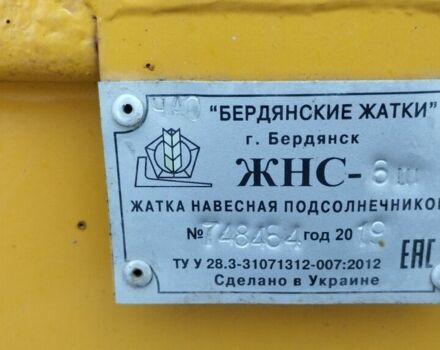 ЧАО "БЕРДЯНСКИЕ ЖАТКИ"
г. Бердянск
ЖНС-6ш
ЖАТКА НАВЕСНАЯ ПОДСОЛНЕЧНИКОВ
№ 748464 год 2019
ТУ У 28.3-31071312-007:2012
Сделано в Украине
ЕАС